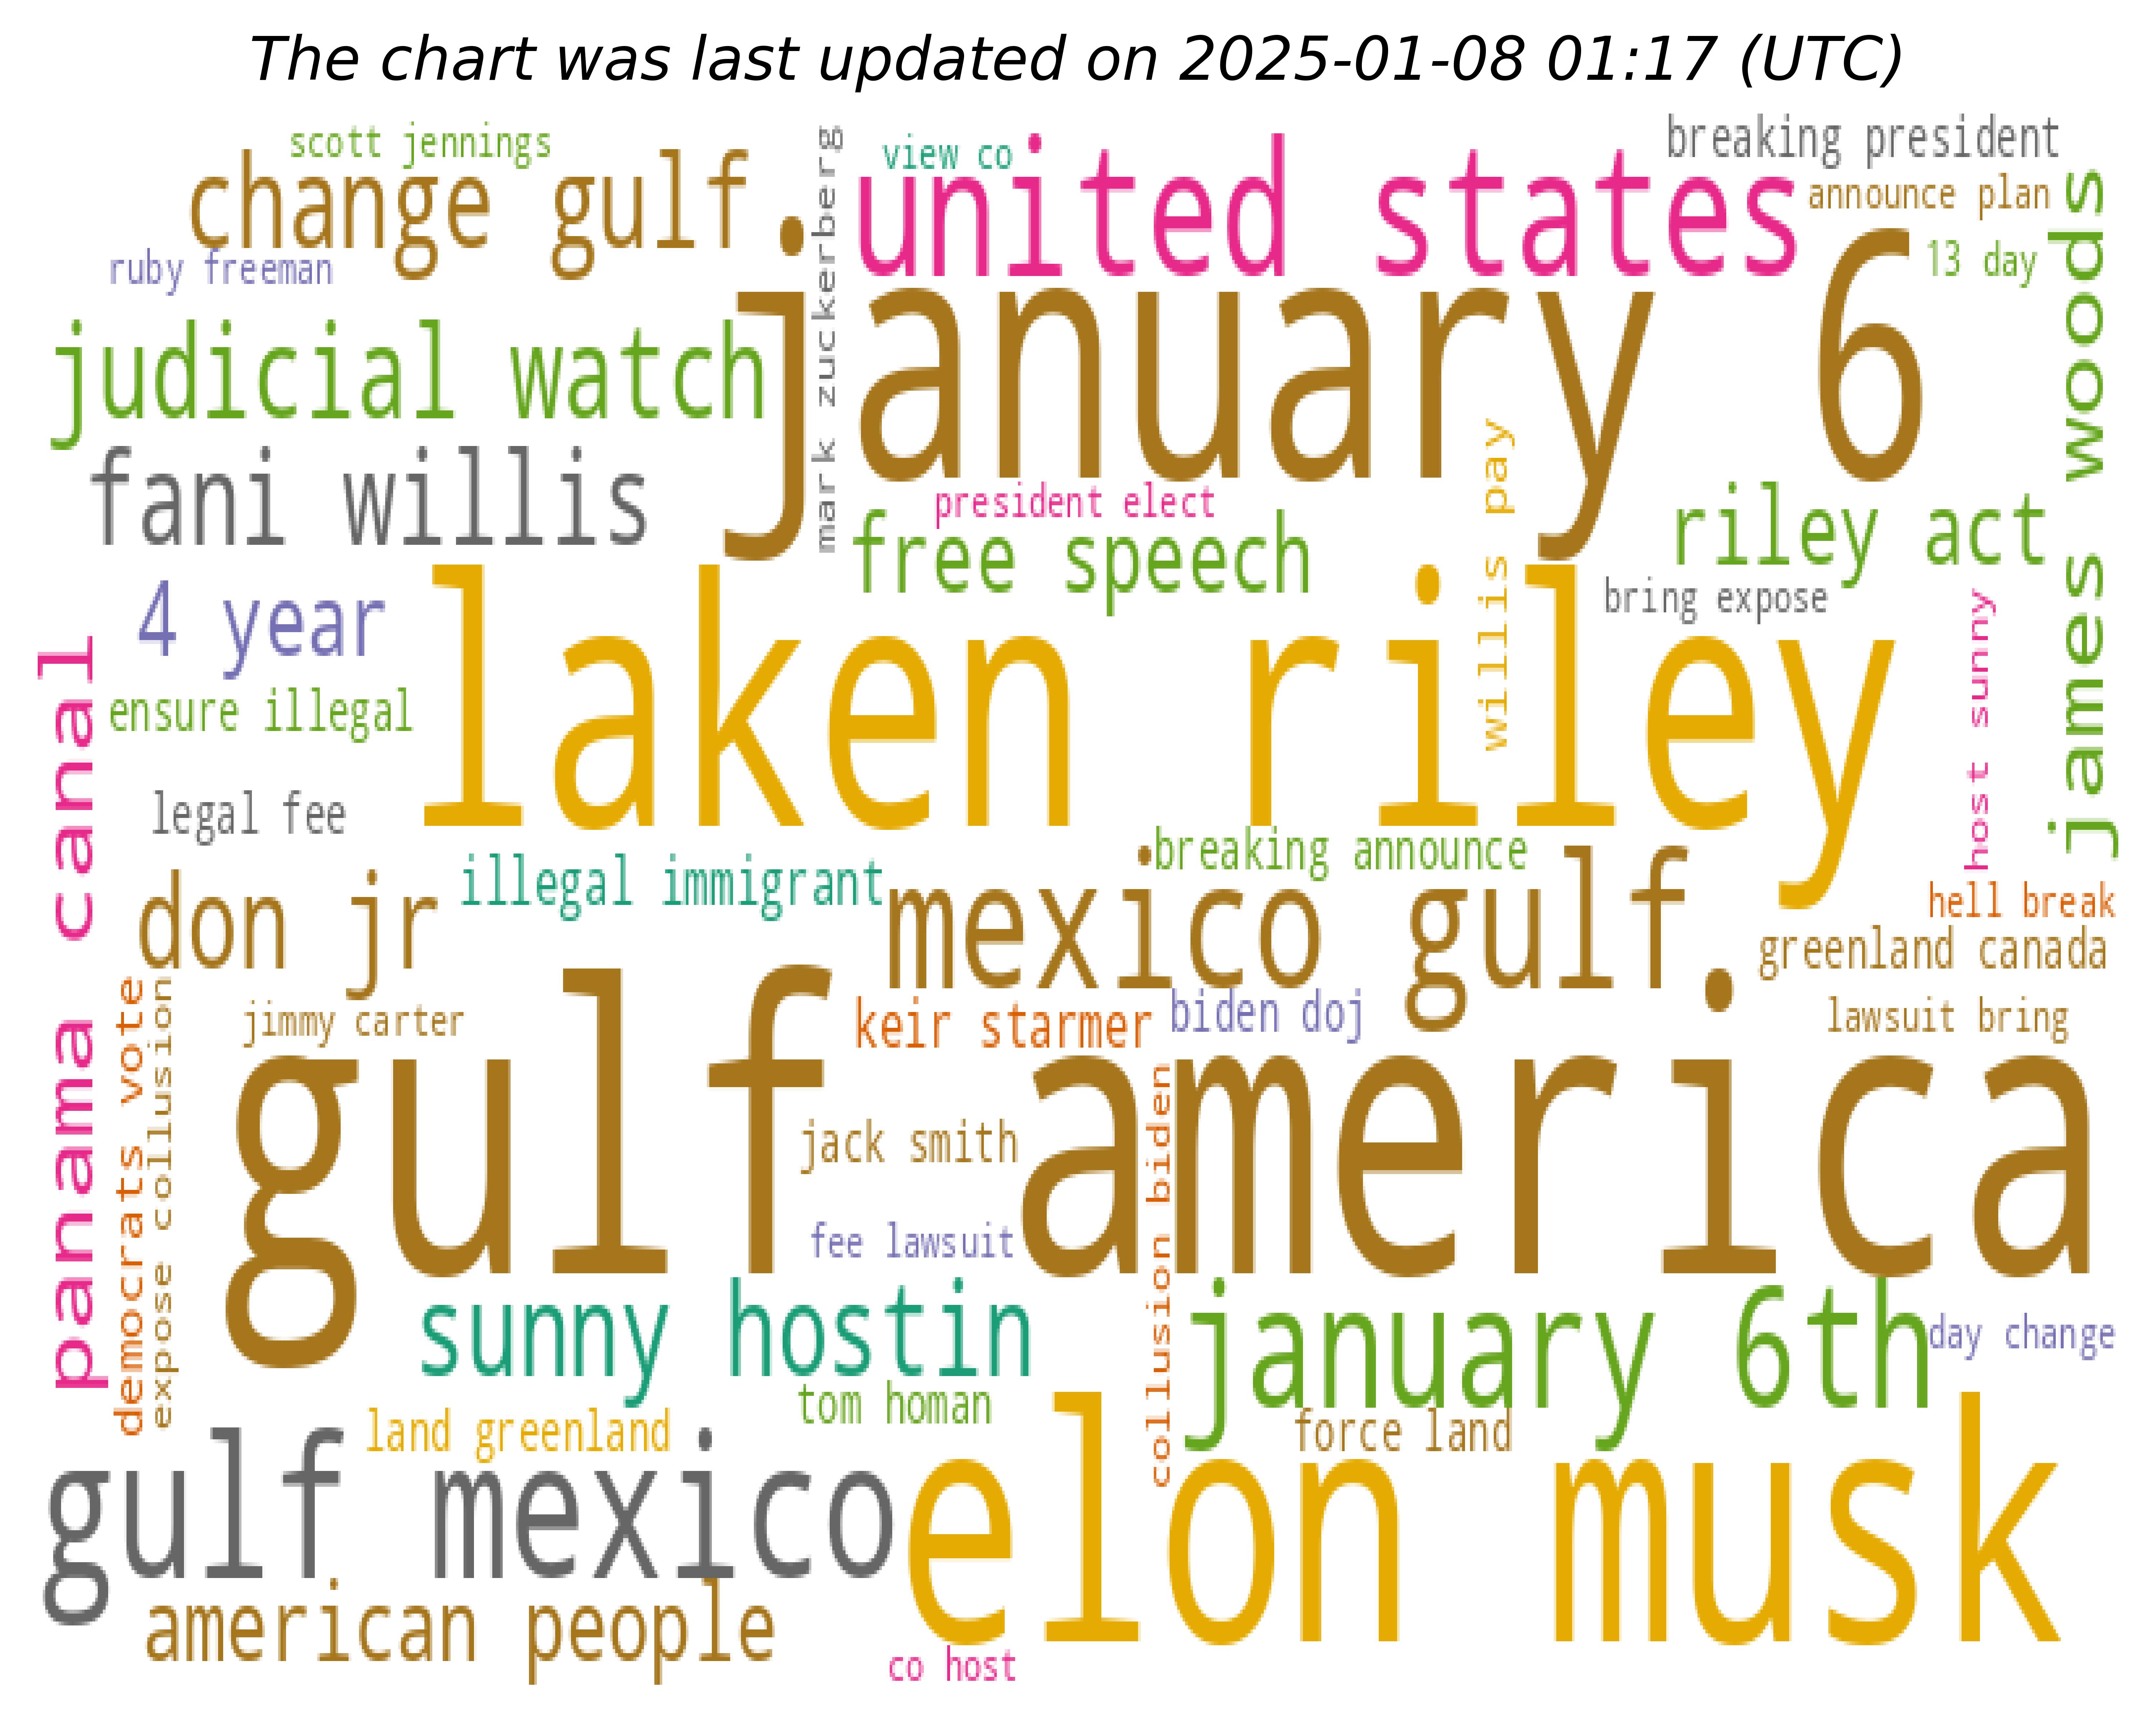 The chart was last updated on 2025-01-08 01:17 (UTC)
scott jennings
view co
breaking president
change gulf
united states
announce plan
mark zuckerberg
ruby freeman
13 day
james woods
january 6
judicial watch
fani willis
president elect
willis pay
free speech
riley act
4 year
laken riley
bring expose
host sunny
panama canal
ensure illegal
legal fee
breaking announce
don jr
illegal immigrant
mexico gulf
hell break
greenland canada
democrats vote
expose collusion
jimmy carter
keir starmer
biden doj
lawsuit bring
gulf america
jack smith
collusion biden
fee lawsuit
sunny hostin
january 6th
day change
tom homan
land greenland
force land
gulf mexico
elon musk
american people
co host